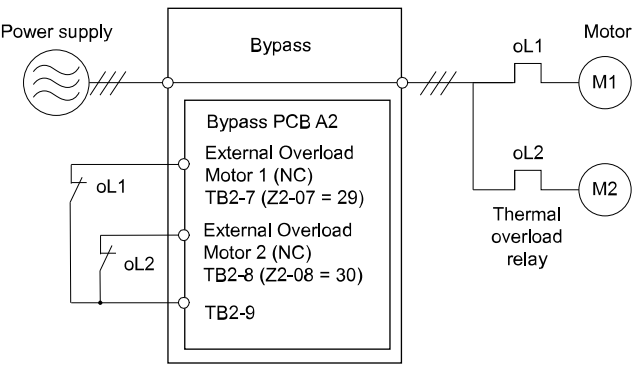 Power supply
Bypass
oL1
Motor
M1
Bypass PCB A2
External Overload
Motor 1 (NC)
TB2-7 (Z2-07 = 29)
oL1
oL2
M2
External Overload
Motor 2 (NC)
TB2-8 (Z2-08 = 30)
oL2
Thermal
overload
relay
TB2-9